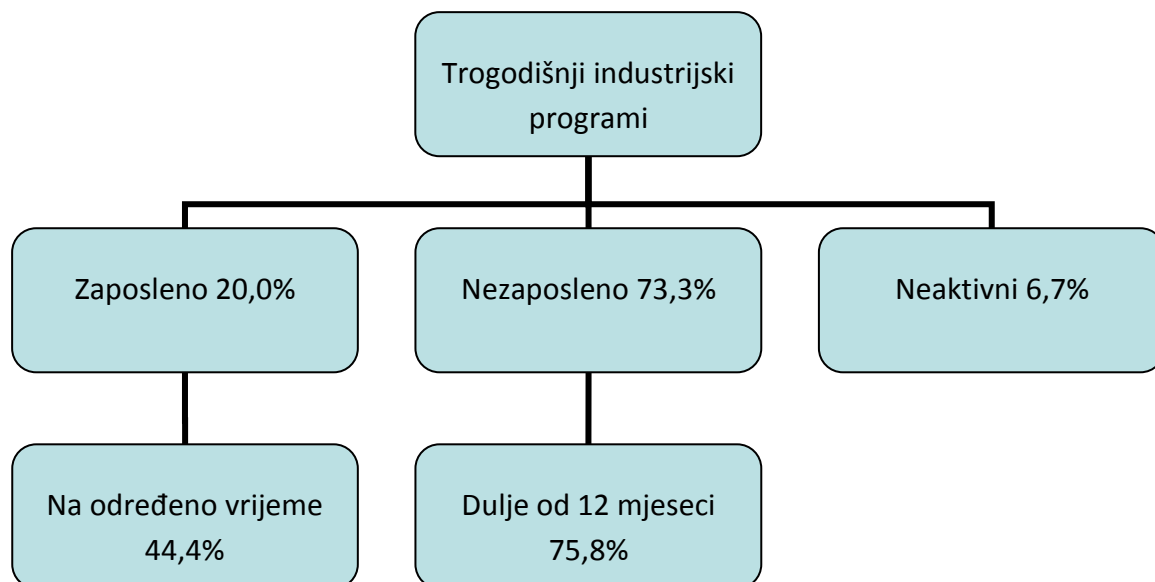 Trogodišnji industrijski
programi
Zaposleno 20,0%
Nezaposleno 73,3%
Neaktivni 6,7%
Na određeno vrijeme
44,4%
Dulje od 12 mjeseci
75,8%